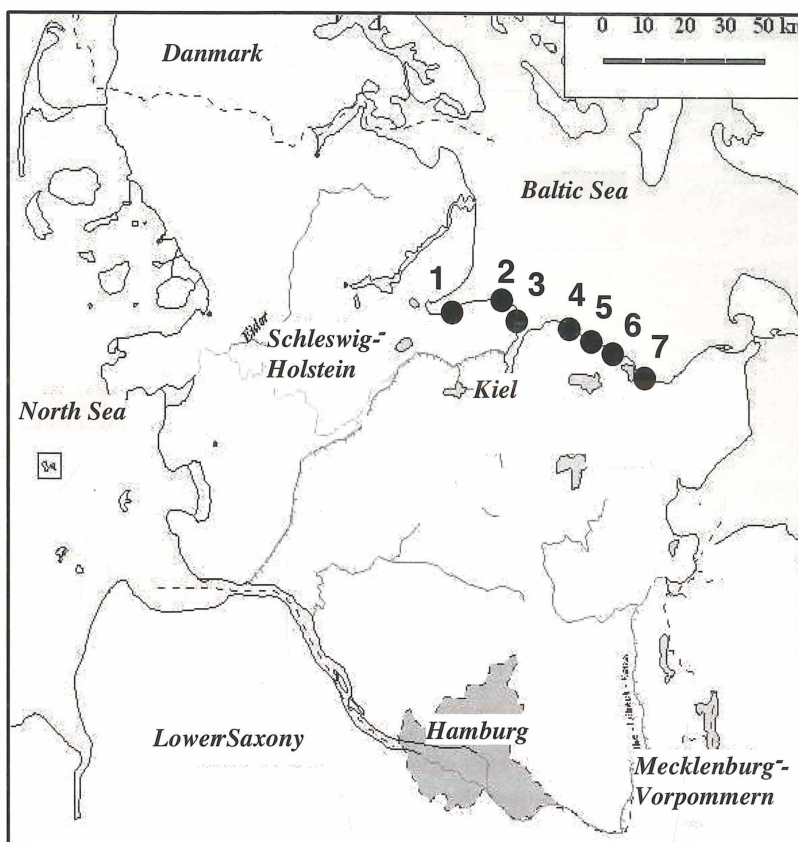 0 10 20 30 50 km
Danmark
Baltic Sea
1
2
3
4
5
6
7
Eider
Schleswig-
Holstein
Kiel
North Sea
LowerrSaxony
Hamburg
Mecklenburg-
Vorpommern